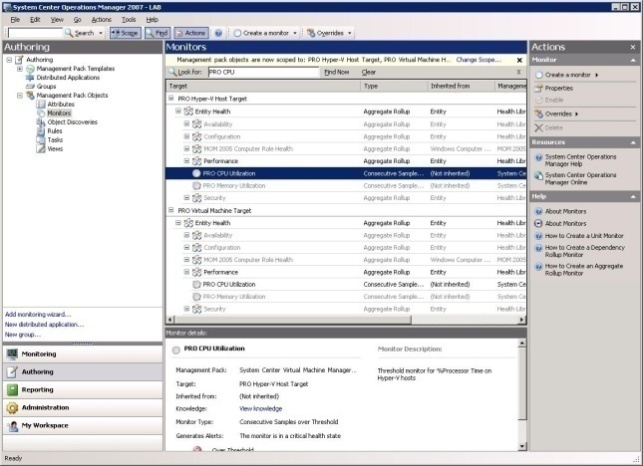 System Center Operations Manager 2007 - LAB
File Edit View Go Actions Tools Help
Search Scope Find Actions Create a monitor Overrides
Authoring
Authoring
Management Pack Templates
Distributed Applications
Groups
Management Pack Objects
Attributes
Monitors
Object Discoveries
Rules
Tasks
Views
Add monitoring wizard...
New distributed application...
New group...
Monitoring
Authoring
Reporting
Administration
My Workspace
Ready
Monitors
Management pack objects are now scoped to: PRO Hyper-V Host Target, PRO Virtual Machine H. Change Scope... x
Look for: PRO CPU Find Now Clear x
Target Type Inherited from Manageme
PRO Hyper-V Host Target
Entity Health Aggregate Rollup Entity Health Libr
Availability Aggregate Rollup Entity Health Libr
Configuration Aggregate Rollup Entity Health Libr
MOM 2005 Computer Role Health Aggregate Rollup Windows Computer ... Health Libr
Performance Aggregate Rollup Entity Health Libr
PRO CPU Utilization Consecutive Sample... (Not inherited) System Ce
PRO Memory Utilization Consecutive Sample... (Not inherited) System Ce
Security Aggregate Rollup Entity Health Libr
PRO Virtual Machine Target
Entity Health Aggregate Rollup Entity Health Libr
Availability Aggregate Rollup Entity Health Libr
Configuration Aggregate Rollup Entity Health Libr
MOM 2005 Computer Role Health Aggregate Rollup Windows Computer ... Health Libr
Performance Aggregate Rollup Entity Health Libr
PRO CPU Utilization Consecutive Sample... (Not inherited) System Ce
PRO Memory Utilization Consecutive Sample... (Not inherited) System Ce
Security Aggregate Rollup Entity Health Libr
Monitor details:
PRO CPU Utilization
Management Pack: System Center Virtual Machine Manager...
Target: PRO Hyper-V Host Target
Inherited from: (Not inherited)
Knowledge: View knowledge
Monitor Type: Consecutive Samples over Threshold
Generates Alerts: The monitor is in a critical health state
Over Threshold
Monitor Description:
Threshold monitor for %Processor Time on
Hyper-V hosts
Actions x
Monitor
Create a monitor
Properties
Enable
Overrides
Delete
Resources
System Center Operations
Manager Help
System Center Operations
Manager Online
Help
About Monitors
About Monitors
How to Create a Unit Monitor
How to Create a Dependency
Rollup Monitor
How to Create an Aggregate
Rollup Monitor